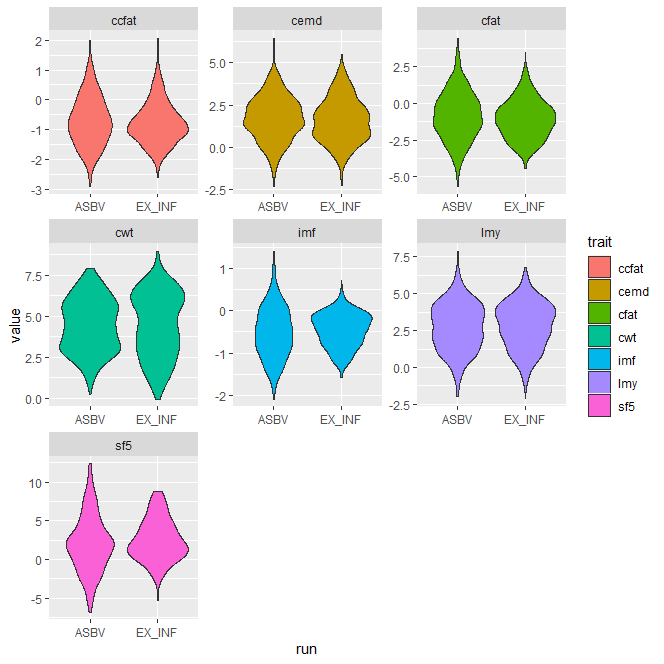 ccfat
cemd
cfat
2
1
0
-1
-2
-3
5.0
2.5
0.0
-2.5
2.5
0.0
-2.5
-5.0
ASBV EX_INF
ASBV EX_INF
ASBV EX_INF
cwt
imf
lmy
7.5
5.0
2.5
0.0
1
0
-1
-2
7.5
5.0
2.5
0.0
-2.5
ASBV EX_INF
ASBV EX_INF
ASBV EX_INF
sf5
10
5
0
-5
ASBV EX_INF
value
run
trait
ccfat
cemd
cfat
cwt
imf
lmy
sf5